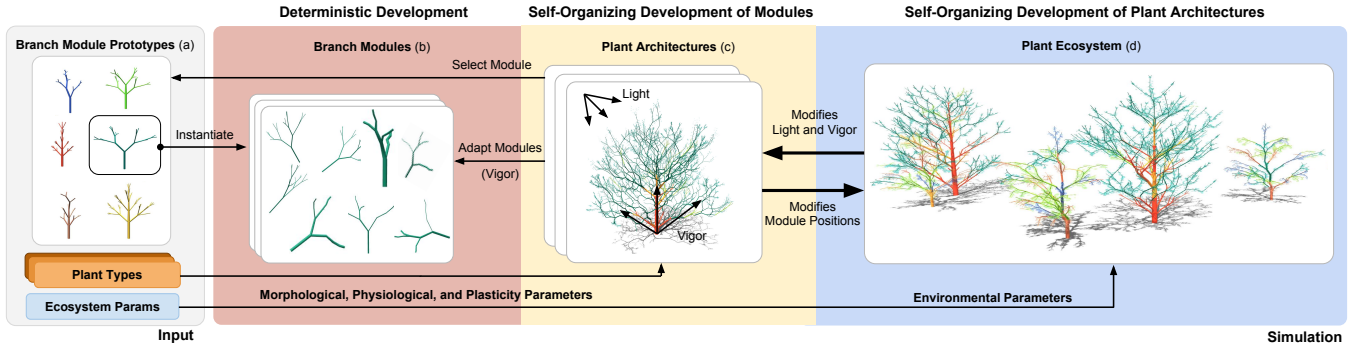 Deterministic Development
Self-Organizing Development of Modules
Self-Organizing Development of Plant Architectures
Branch Module Prototypes (a)
Branch Modules (b)
Plant Architectures (c)
Plant Ecosystem (d)
Select Module
Light
Instantiate
Adapt Modules
(Vigor)
Modifies
Light and Vigor
Modifies
Module Positions
Vigor
Plant Types
Morphological, Physiological, and Plasticity Parameters
Ecosystem Params
Environmental Parameters
Input
Simulation